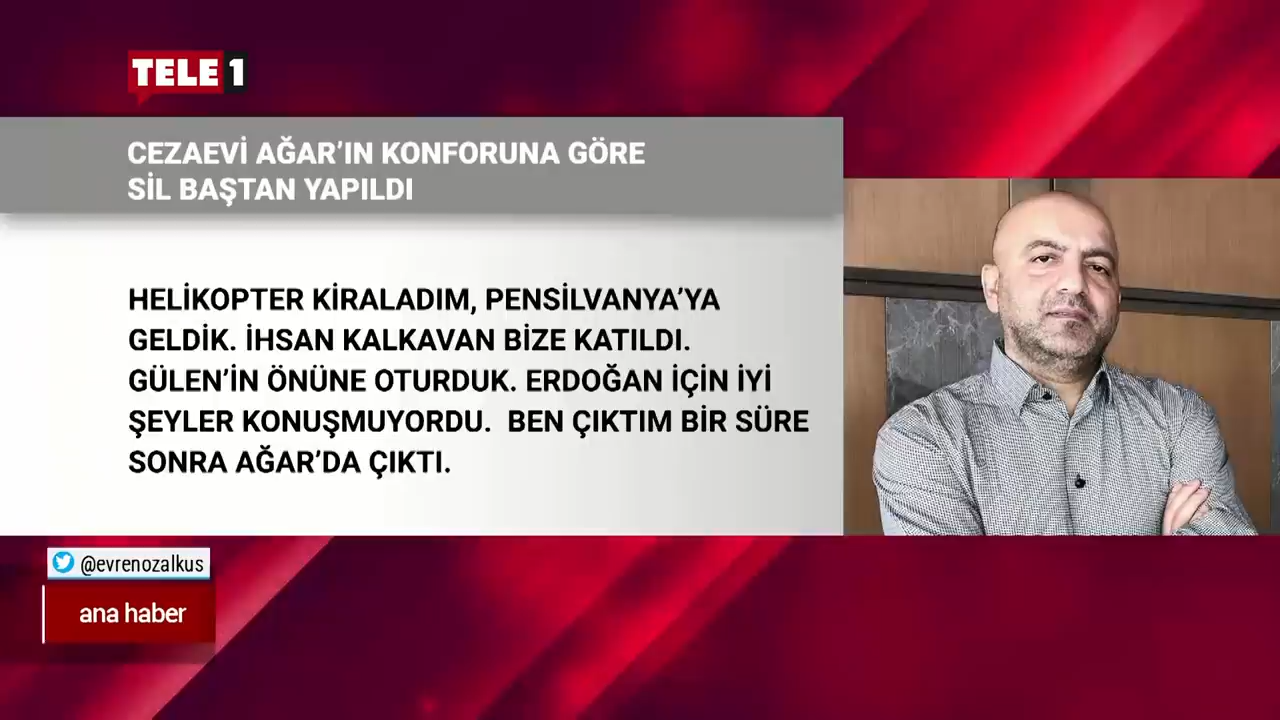 TELE 1
CEZAEVİ AĞAR’IN KONFORUNA GÖRE
SİL BAŞTAN YAPILDI
HELİKOPTER KİRALADIM, PENSİLVANYA’YA
GELDİK. İHSAN KALKAVAN BİZE KATILDI.
GÜLEN’İN ÖNÜNE OTURDUK. ERDOĞAN İÇİN İYİ
ŞEYLER KONUŞMUYORDU. BEN ÇIKTIM BİR SÜRE
SONRA AĞAR’DA ÇIKTI.
@evrenozalkus
ana haber